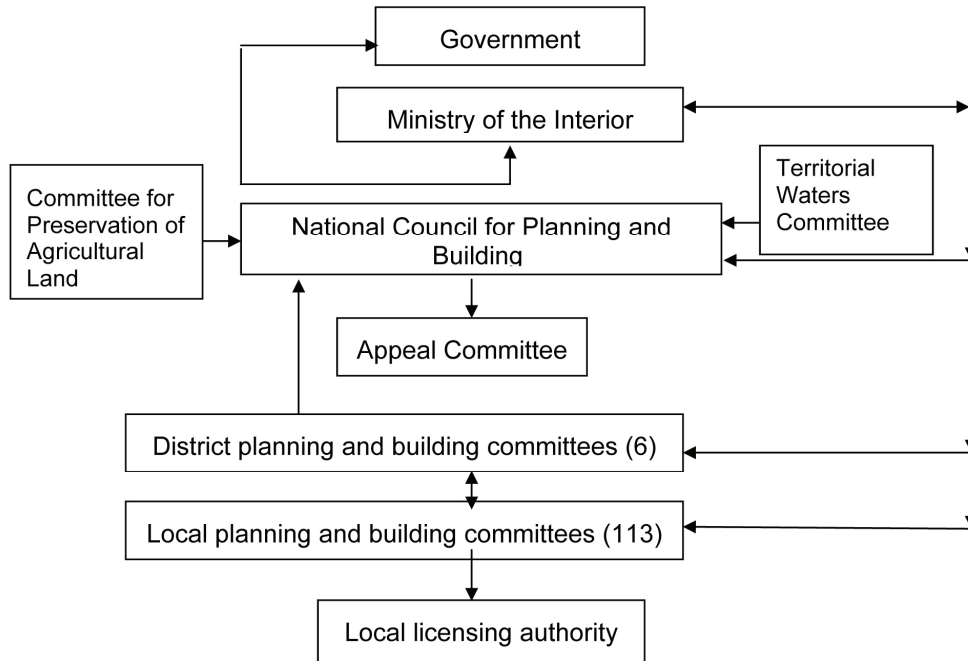 Government
Ministry of the Interior
Territorial
Waters
Committee
Committee for
Preservation of
Agricultural
Land
National Council for Planning and
Building
Appeal Committee
District planning and building committees (6)
Local planning and building committees (113)
Local licensing authority